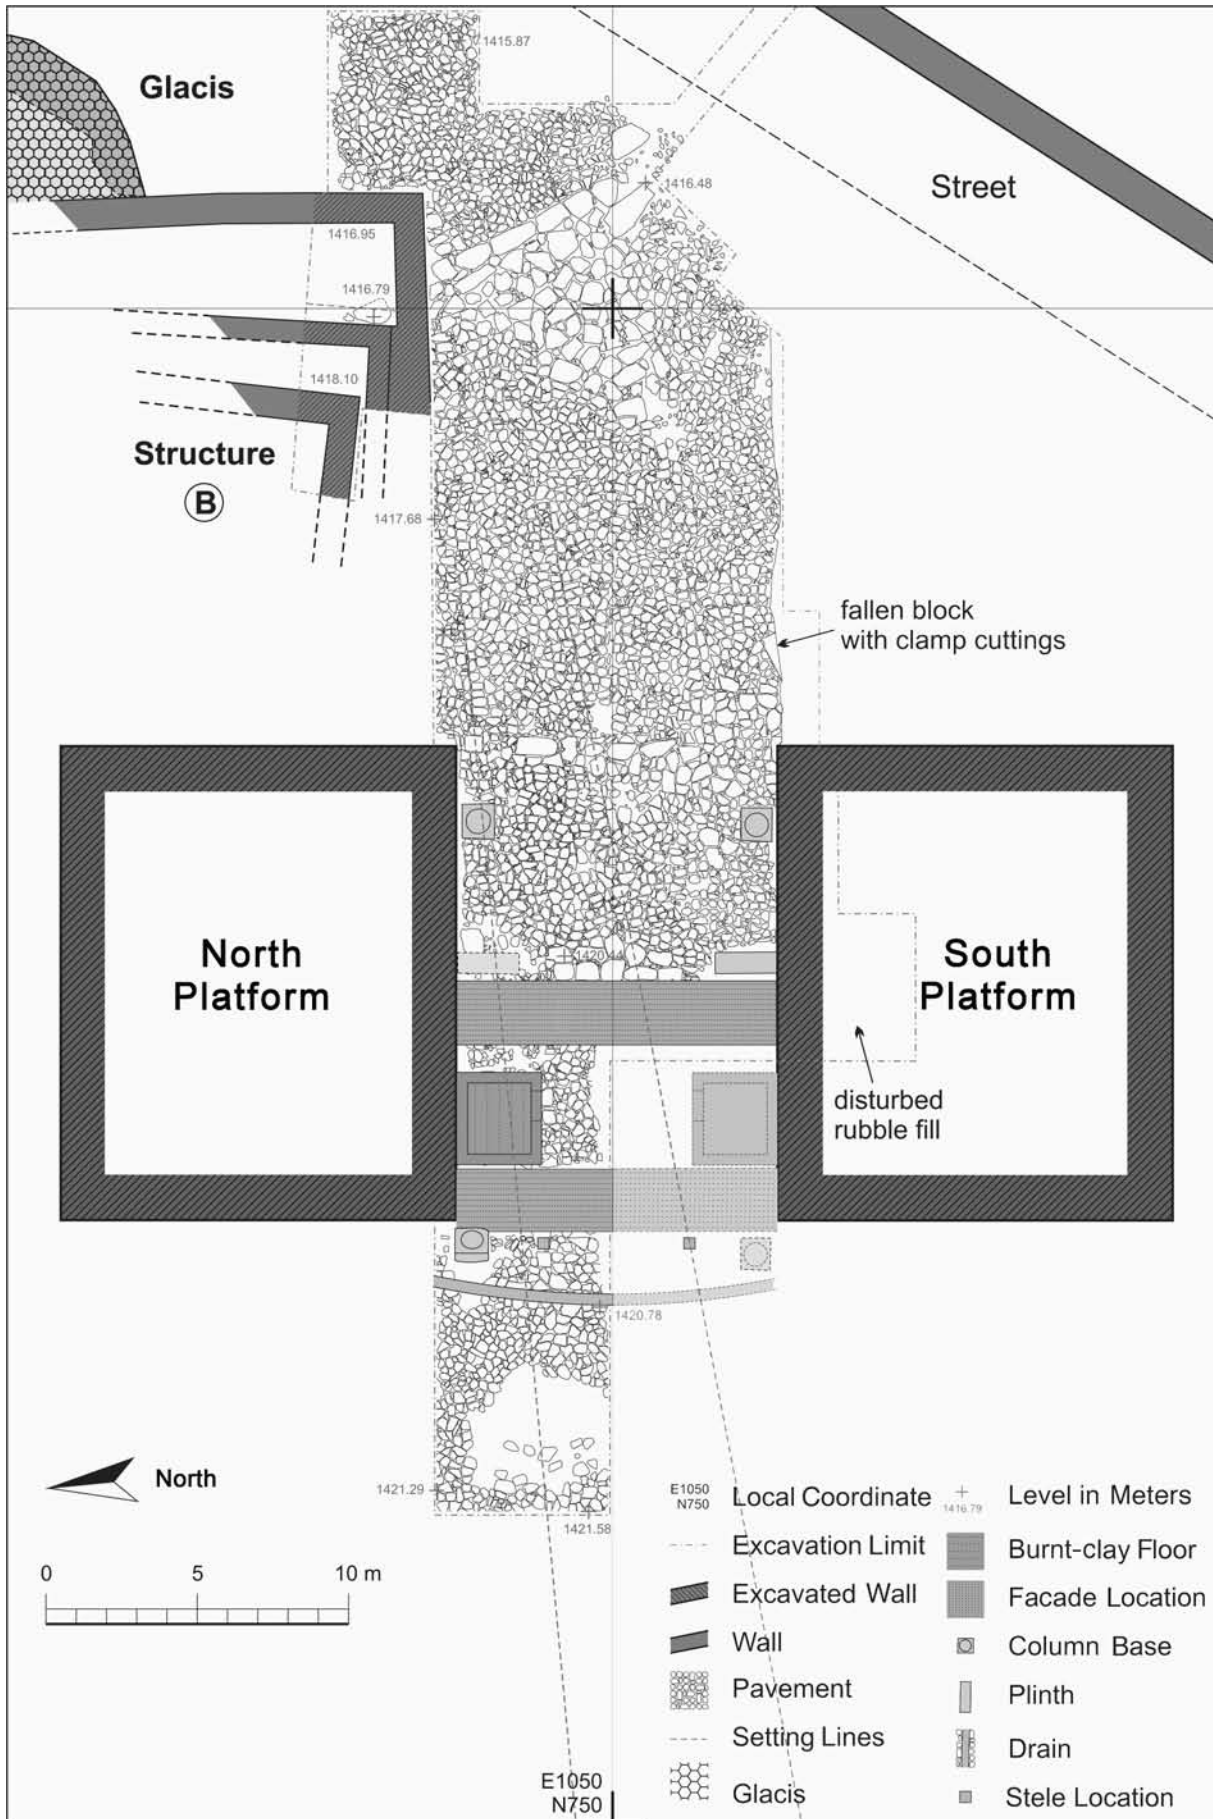 1415.87
Glacis
1416.48
Street
1416.95
1416.79
1418.10
Structure
B
1417.68
fallen block
with clamp cuttings
North
Platform
1420.44
South
Platform
disturbed
rubble fill
1420.78
North
1421.29
1421.58
0 5 10 m
E1050
N750
E1050
N750
Local Coordinate
Excavation Limit
Excavated Wall
Wall
Pavement
Setting Lines
Glacis
1416.79
Level in Meters
Burnt-clay Floor
Facade Location
Column Base
Plinth
Drain
Stele Location